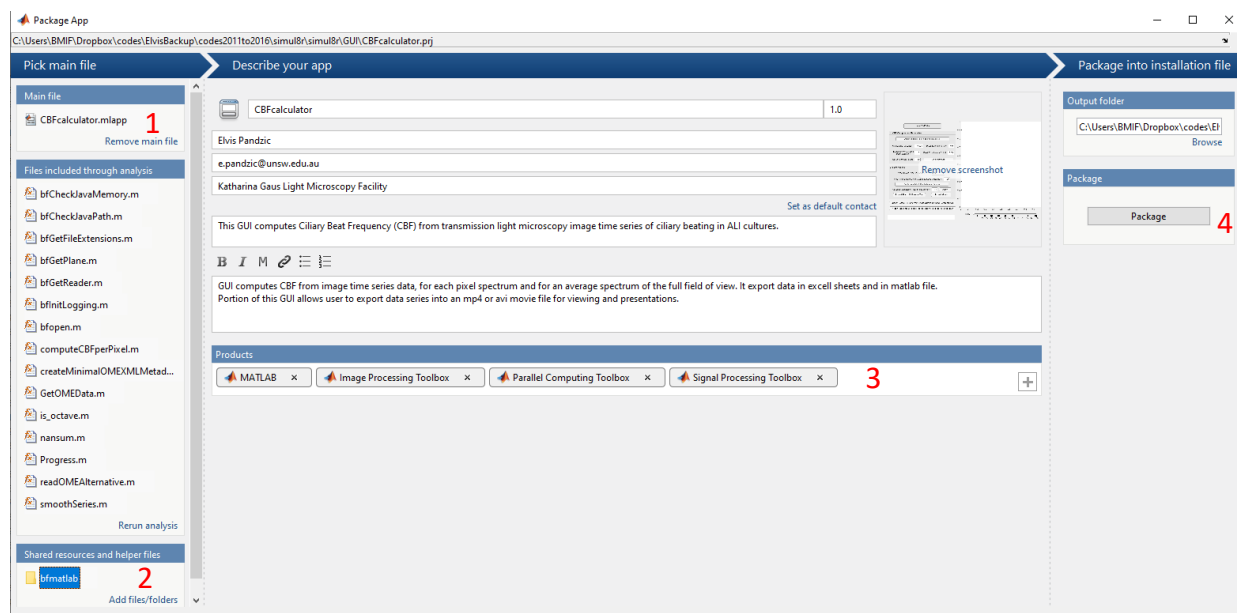 Package App
C:\Users\BMIF\Dropbox\codes\ElvisBackup\codes2011to2016\simul8r\simul8r\GUI\CBFcalculator.prj
Pick main file
Describe your app
Package into installation file
Main file
CBFcalculator.mlapp
1
Remove main file
Files included through analysis
bfCheckJavaMemory.m
bfCheckJavaPath.m
bfGetFileExtensions.m
bfGetPlane.m
bfGetReader.m
bfInitLogging.m
bfopen.m
computeCBFperPixel.m
createMinimalOMEXMLMetad...
GetOMEData.m
is_octave.m
nansum.m
Progress.m
readOMEAlternative.m
smoothSeries.m
Rerun analysis
Shared resources and helper files
bfmatlab
2
Add files/folders
CBFcalculator
1.0
Elvis Pandzic
e.pandzic@unsw.edu.au
Katharina Gaus Light Microscopy Facility
Set as default contact
Remove screenshot
This GUI computes Ciliary Beat Frequency (CBF) from transmission light microscopy image time series of ciliary beating in ALI cultures.
B I M
GUI computes CBF from image time series data, for each pixel spectrum and for an average spectrum of the full field of view. It export data in excell sheets and in matlab file.
Portion of this GUI allows user to export data series into an mp4 or avi movie file for viewing and presentations.
Products
MATLAB × Image Processing Toolbox × Parallel Computing Toolbox × Signal Processing Toolbox × 3
Output folder
C:\Users\BMIF\Dropbox\codes\El
Browse
Package
Package
4